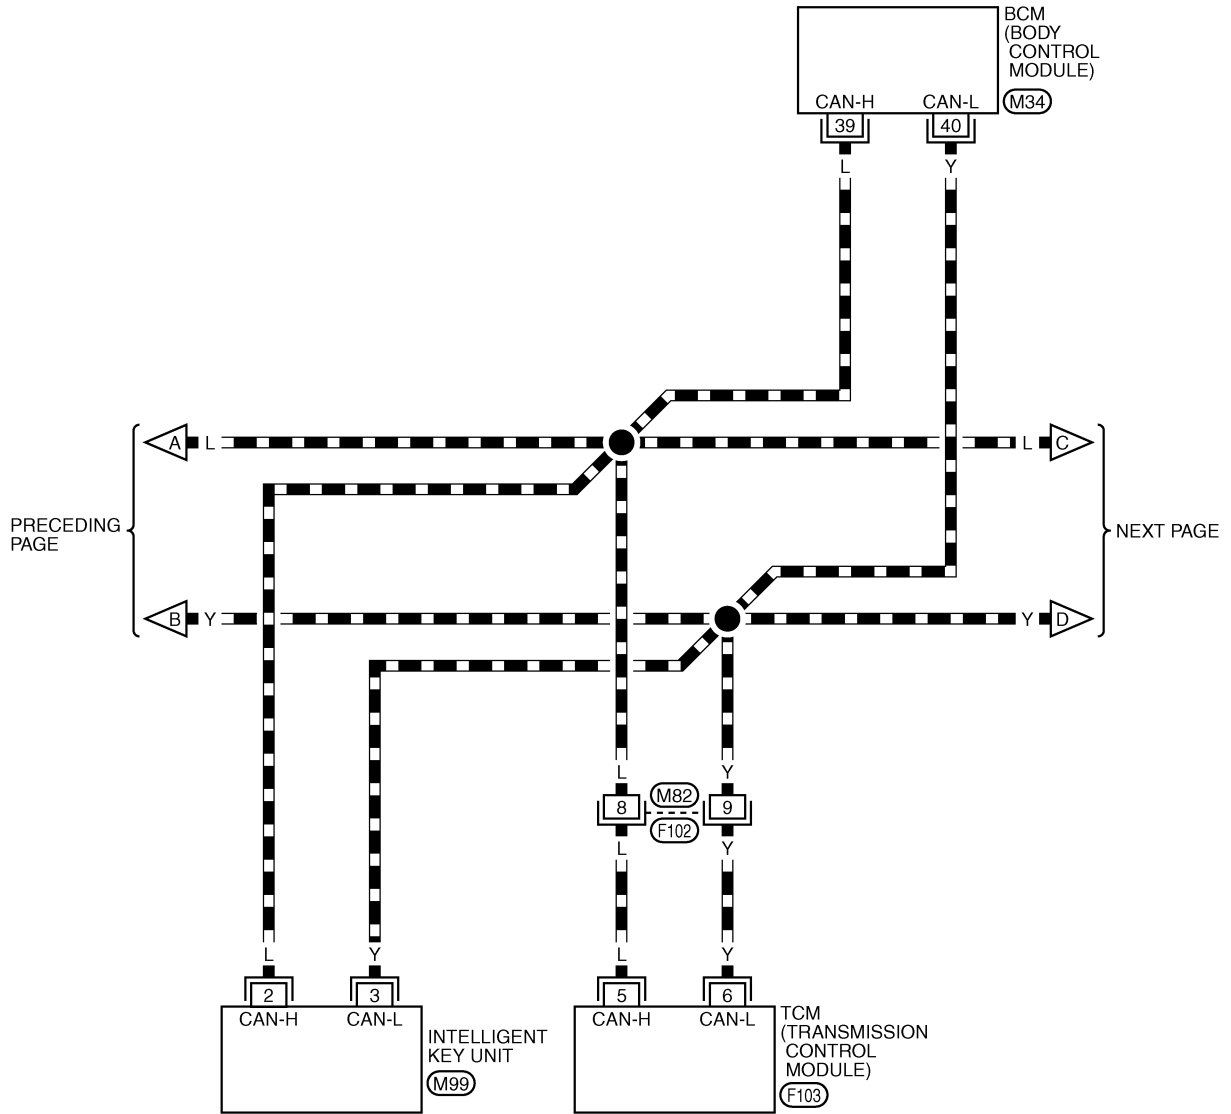 BCM
(BODY
CONTROL
MODULE)
M34
CAN-H
CAN-L
39
40
L
Y
A
L
L
C
PRECEDING
PAGE
NEXT PAGE
B
Y
Y
D
L
Y
8
M82
9
F102
L
Y
L
Y
L
Y
2
3
5
6
CAN-H
CAN-L
INTELLIGENT
KEY UNIT
M99
CAN-H
CAN-L
TCM
(TRANSMISSION
CONTROL
MODULE)
F103